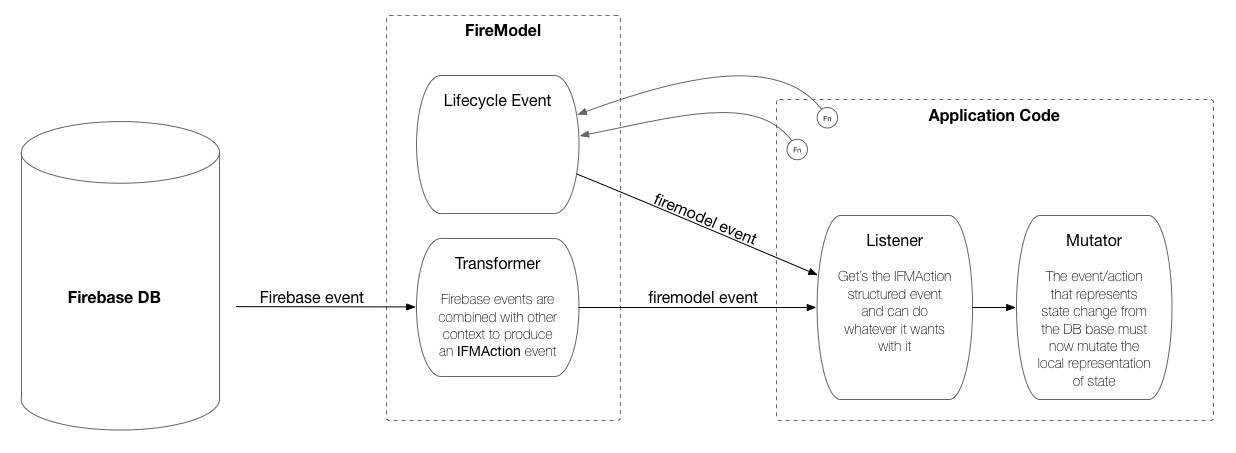 FireModel
Lifecycle Event
Fn
Application Code
Fn
firemodel event
Listener
Mutator
Transformer
Get's the IFMAction
structured event
and can do
whatever it wants
with it
The event/action
that represents
state change from
the DB base must
now mutate the
local representation
of state
Firebase DB
Firebase event
Firebase events are
combined with other
context to produce
an IFMAction event
firemodel event